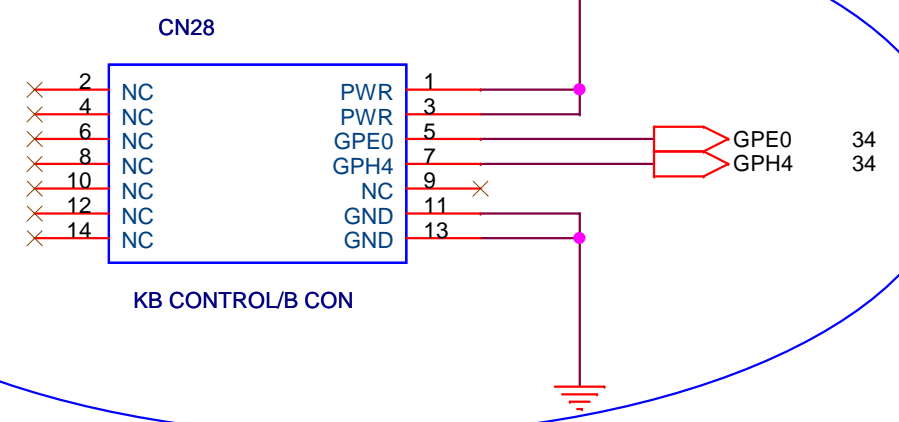 CN28
2 NC PWR 1
4 NC PWR 3
6 NC GPE0 5 GPE0 34
8 NC GPH4 7 GPH4 34
10 NC NC 9
12 NC GND 11
14 NC GND 13
KB CONTROL/B CON